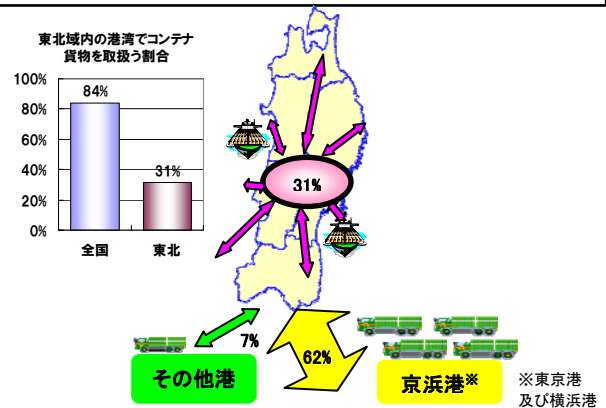 東北域内の港湾でコンテナ
貨物を取扱う割合
100%
80%
60%
40%
20%
0%
84%
31%
全国
東北
31%
7%
62%
その他港
京浜港※
※東京港
及び横浜港